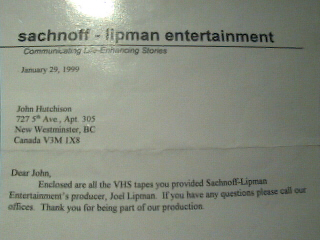 sachnoff - lipman entertainment
Communicating Life-Enhancing Stories
January 29, 1999
John Hutchison
727 5th Ave., Apt. 305
New Westminster, BC
Canada V3M 1X8
Dear John,
Enclosed are all the VHS tapes you provided Sachnoff-Lipman
Entertainment's producer, Joel Lipman. If you have any questions please call our
offices. Thank you for being part of our production.